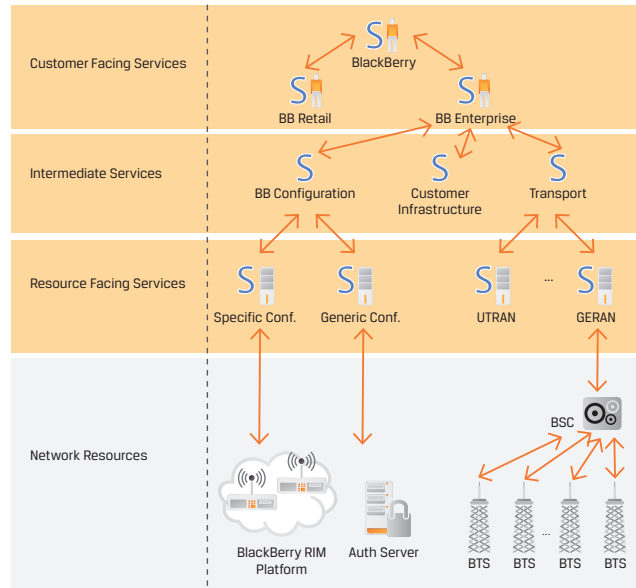 Customer Facing Services
S
BlackBerry
S
BB Retail
S
BB Enterprise
Intermediate Services
S
BB Configuration
S
Customer
Infrastructure
S
Transport
Resource Facing Services
S
Specific Conf.
S
Generic Conf.
S
UTRAN
...
S
GERAN
Network Resources
BSC
BlackBerry RIM
Platform
Auth Server
BTS
BTS
...
BTS
BTS